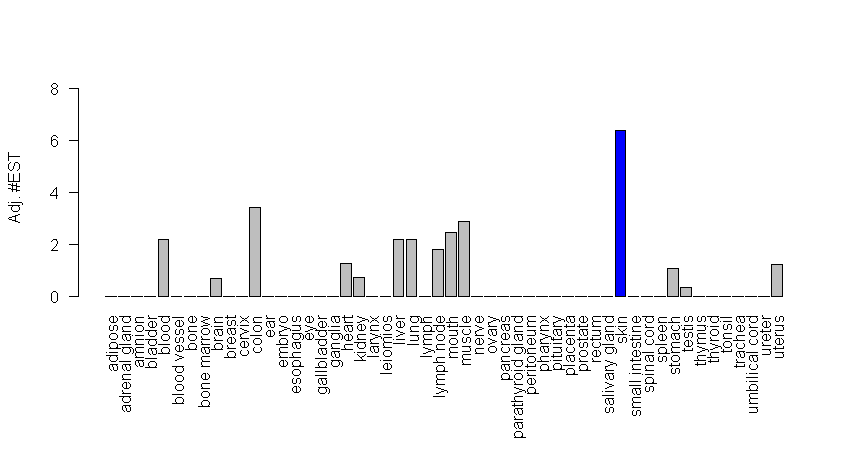 8
6
4
2
0
Adj. #EST
adipose
adrenal gland
amnion
bladder
blood
blood vessel
bone
bone marrow
brain
breast
cervix
colon
ear
embryo
esophagus
eye
gallbladder
ganglia
heart
kidney
larynx
leiomios
liver
lung
lymph
lymph node
mouth
muscle
nerve
ovary
pancreas
parathyroid gland
peritoneum
pharynx
pituitary
placenta
prostate
rectum
salivary gland
skin
small intestine
spinal cord
spleen
stomach
testis
thymus
thyroid
tonsil
trachea
umbilical cord
ureter
uterus